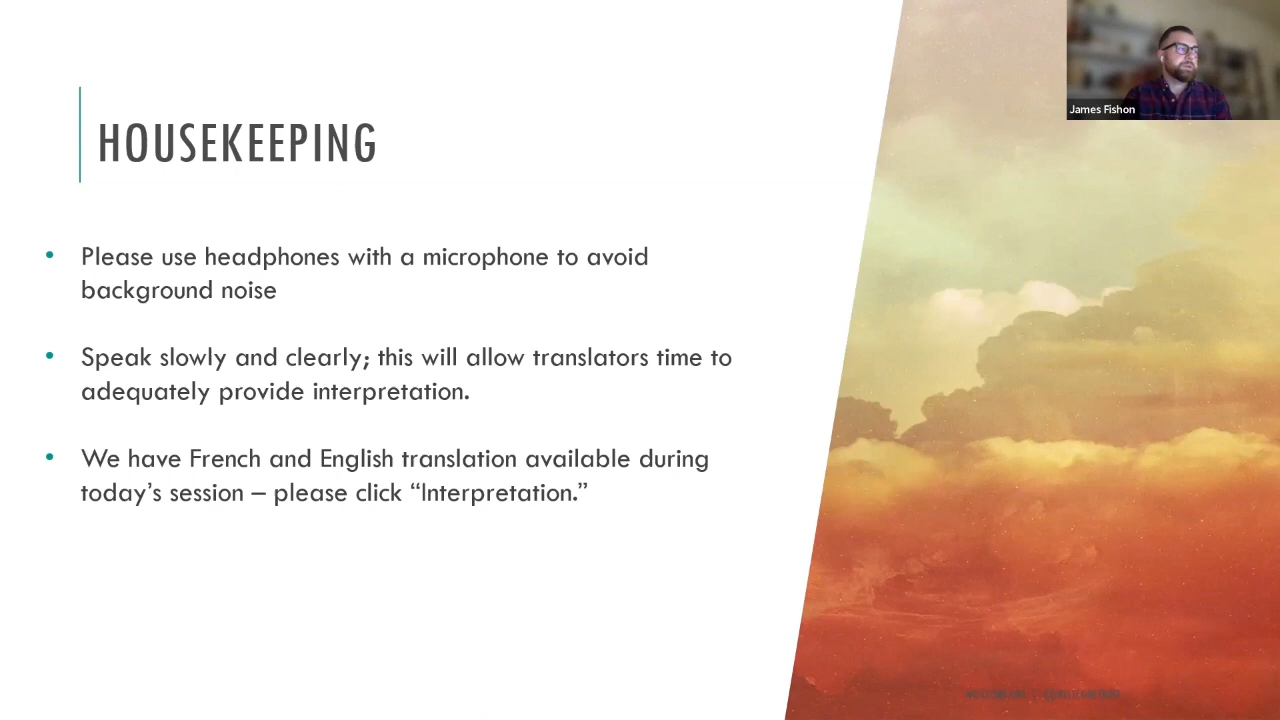 James Fishon
HOUSEKEEPING
• Please use headphones with a microphone to avoid
background noise
• Speak slowly and clearly; this will allow translators time to
adequately provide interpretation.
• We have French and English translation available during
today’s session – please click “Interpretation.”